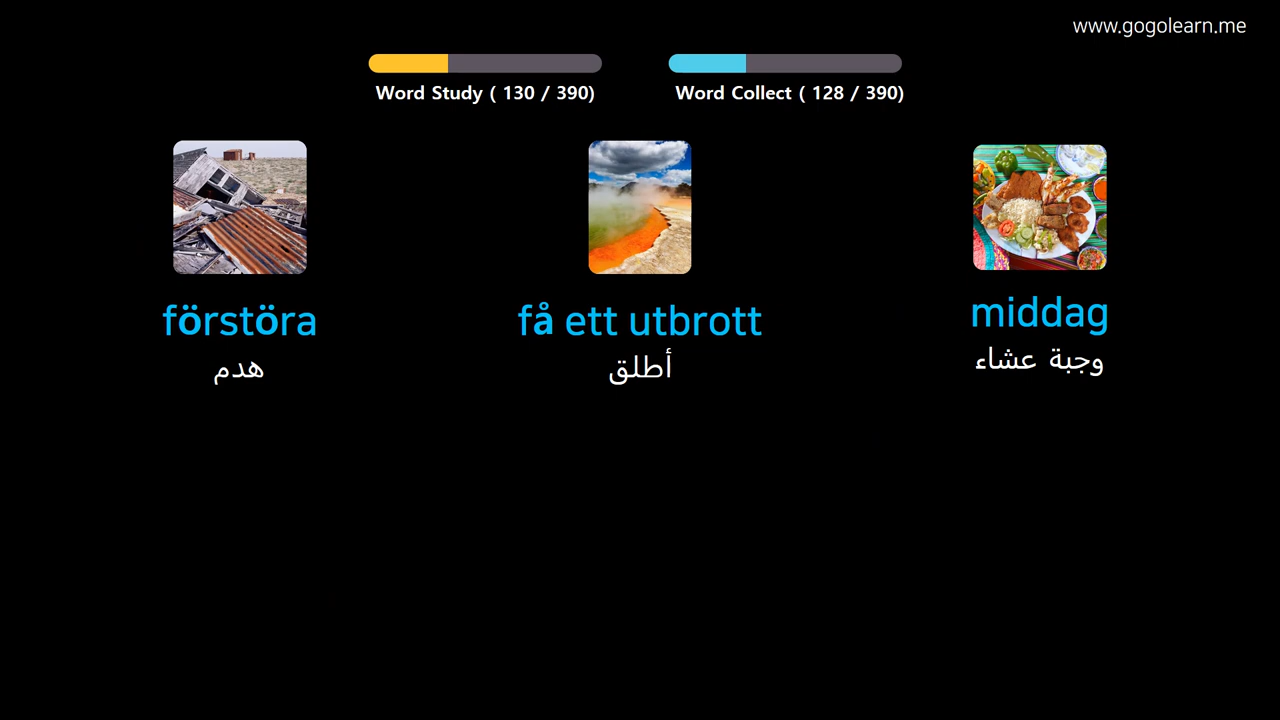 www.gogolearn.me
Word Study ( 130 / 390)
Word Collect ( 128 / 390)
förstöra
هدم
få ett utbrott
أطلق
middag
وجبة عشاء